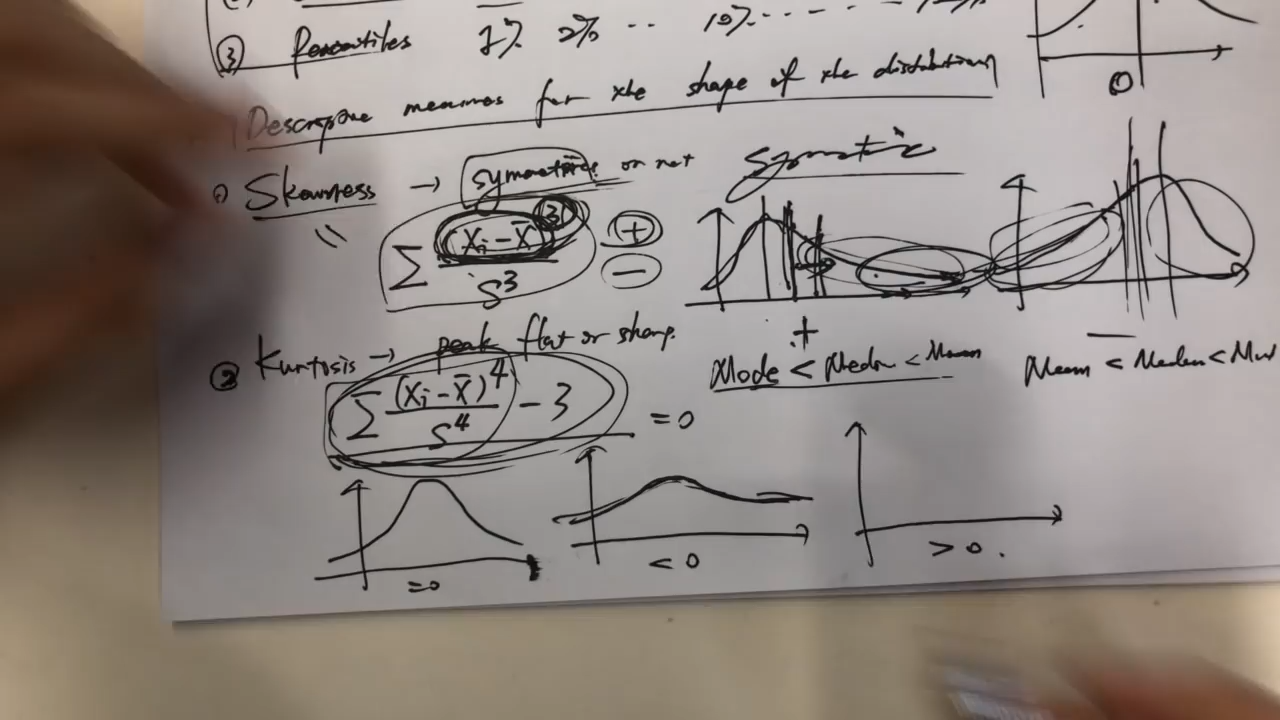 ③ Percentiles 1% 2% .. 10% . . . . .
Descriptive measures for the shape of the distribution
① Skewness → symmetric or not
symmetric
∑ (xi - x̄)3 / s3
+
−
② Kurtosis → peak flat or sharp.
+
Mode < Median < Mean
−
Mean < Median < Mod
∑ (xi - x̄)4 / s4 - 3 = 0
=0
< 0
> 0 .
0